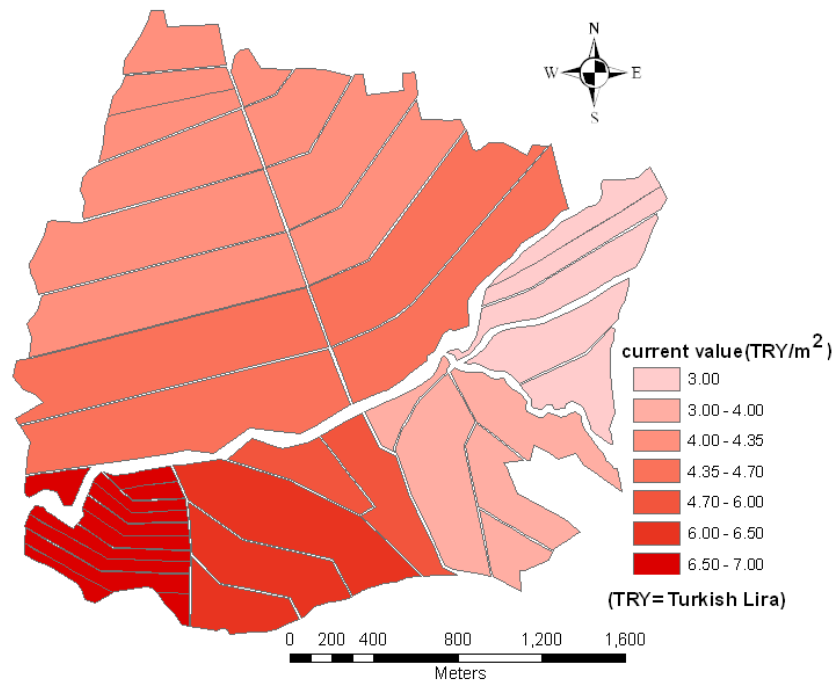 N
W E
S
current value(TRY/m²)
3.00
3.00 - 4.00
4.00 - 4.35
4.35 - 4.70
4.70 - 6.00
6.00 - 6.50
6.50 - 7.00
(TRY= Turkish Lira)
0 200 400 800 1,200 1,600
Meters